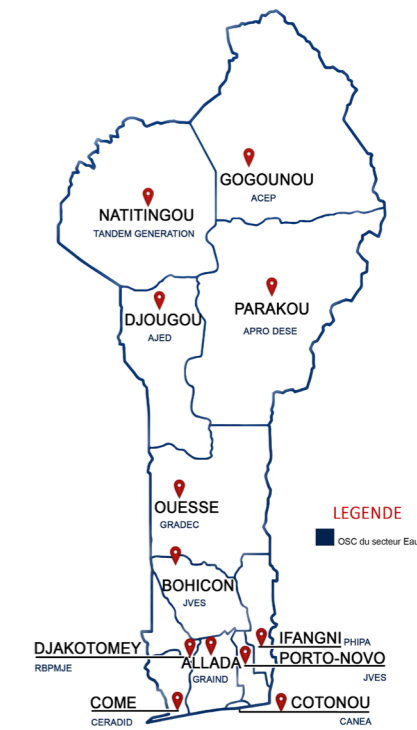 GOGOUNOU
ACEP
NATITINGOU
TANDEM GENERATION
PARAKOU
APRO DESE
DJOUGOU
AJED
OUESSE
GRADEC
LEGENDE
OSC du secteur Eau
BOHICON
JVES
IFANGNI PHIPA
DJAKOTOMEY
RBPMJE
ALLADA
GRAIND
PORTO-NOVO
JVES
COME
CERADID
COTONOU
CANEA